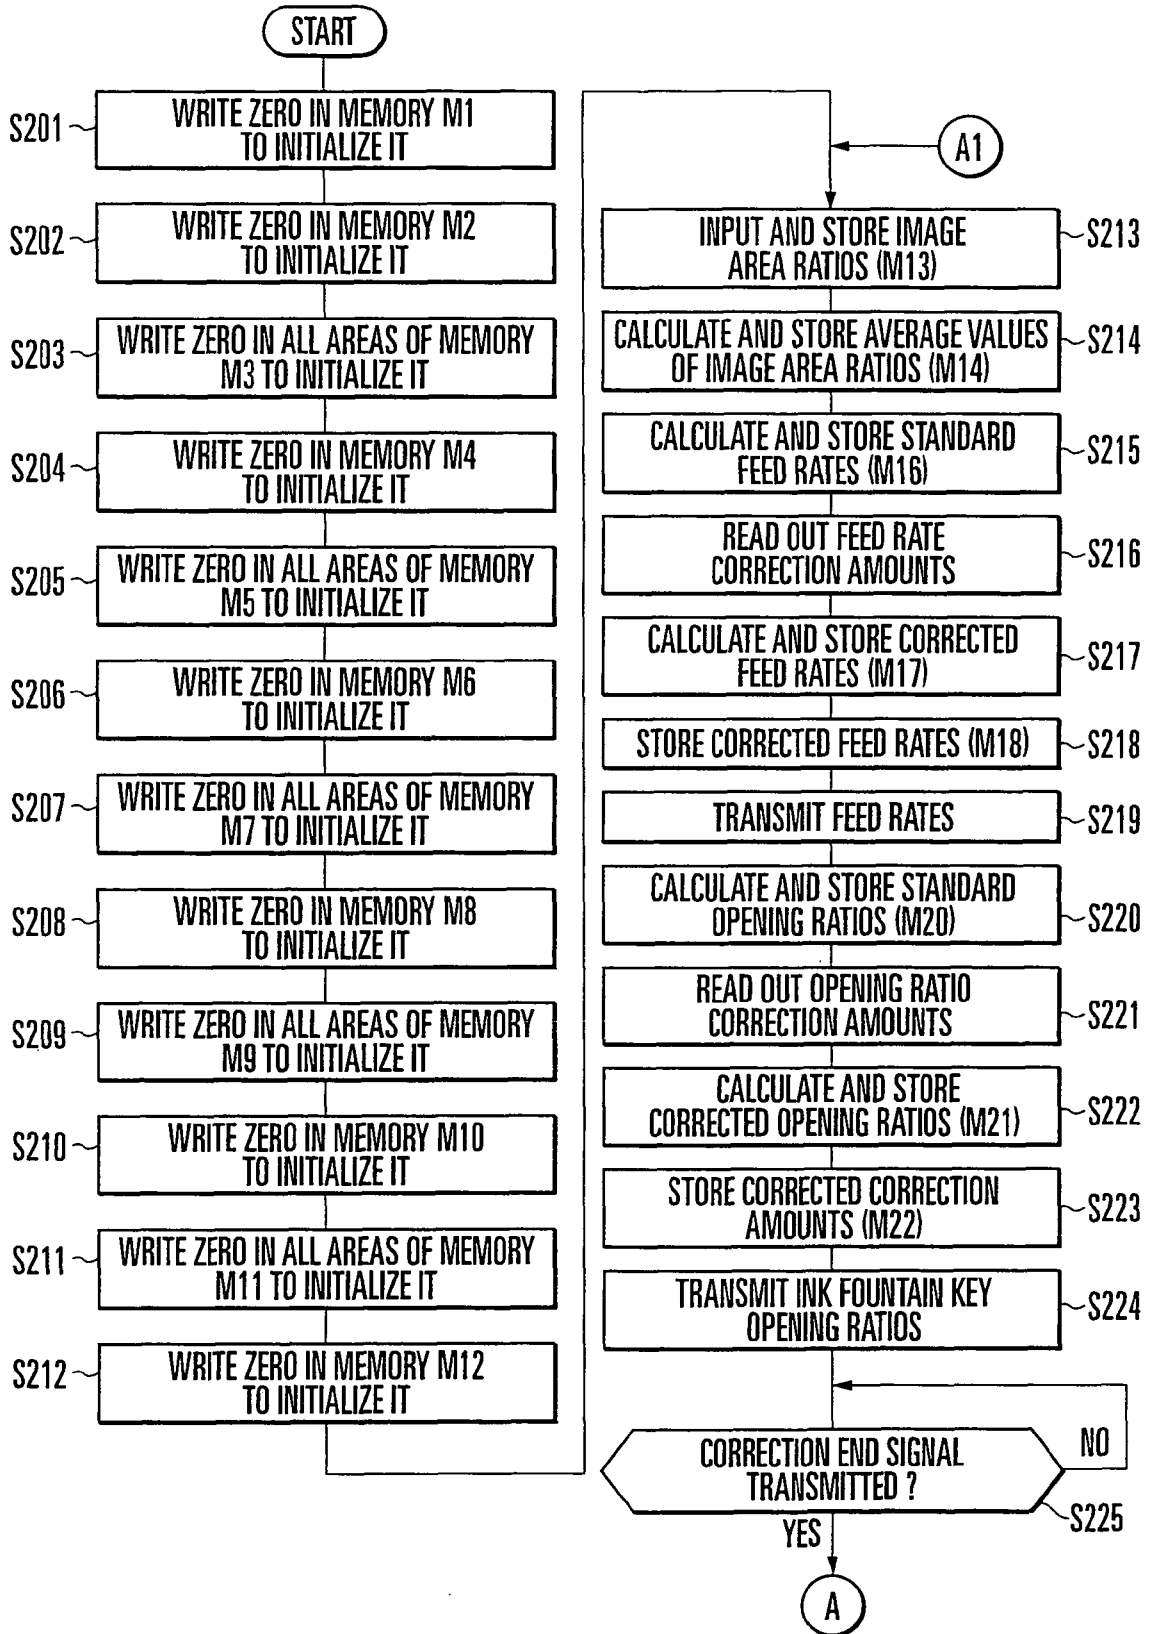 START
S201
WRITE ZERO IN MEMORY M1
TO INITIALIZE IT
S202
WRITE ZERO IN MEMORY M2
TO INITIALIZE IT
S203
WRITE ZERO IN ALL AREAS OF MEMORY
M3 TO INITIALIZE IT
S204
WRITE ZERO IN MEMORY M4
TO INITIALIZE IT
S205
WRITE ZERO IN ALL AREAS OF MEMORY
M5 TO INITIALIZE IT
S206
WRITE ZERO IN MEMORY M6
TO INITIALIZE IT
S207
WRITE ZERO IN ALL AREAS OF MEMORY
M7 TO INITIALIZE IT
S208
WRITE ZERO IN MEMORY M8
TO INITIALIZE IT
S209
WRITE ZERO IN ALL AREAS OF MEMORY
M9 TO INITIALIZE IT
S210
WRITE ZERO IN MEMORY M10
TO INITIALIZE IT
S211
WRITE ZERO IN ALL AREAS OF MEMORY
M11 TO INITIALIZE IT
S212
WRITE ZERO IN MEMORY M12
TO INITIALIZE IT
A1
INPUT AND STORE IMAGE
AREA RATIOS (M13)
S213
CALCULATE AND STORE AVERAGE VALUES
OF IMAGE AREA RATIOS (M14)
S214
CALCULATE AND STORE STANDARD
FEED RATES (M16)
S215
READ OUT FEED RATE
CORRECTION AMOUNTS
S216
CALCULATE AND STORE CORRECTED
FEED RATES (M17)
S217
STORE CORRECTED FEED RATES (M18)
S218
TRANSMIT FEED RATES
S219
CALCULATE AND STORE STANDARD
OPENING RATIOS (M20)
S220
READ OUT OPENING RATIO
CORRECTION AMOUNTS
S221
CALCULATE AND STORE
CORRECTED OPENING RATIOS (M21)
S222
STORE CORRECTED CORRECTION
AMOUNTS (M22)
S223
TRANSMIT INK FOUNTAIN KEY
OPENING RATIOS
S224
CORRECTION END SIGNAL
TRANSMITTED ?
NO
S225
YES
A